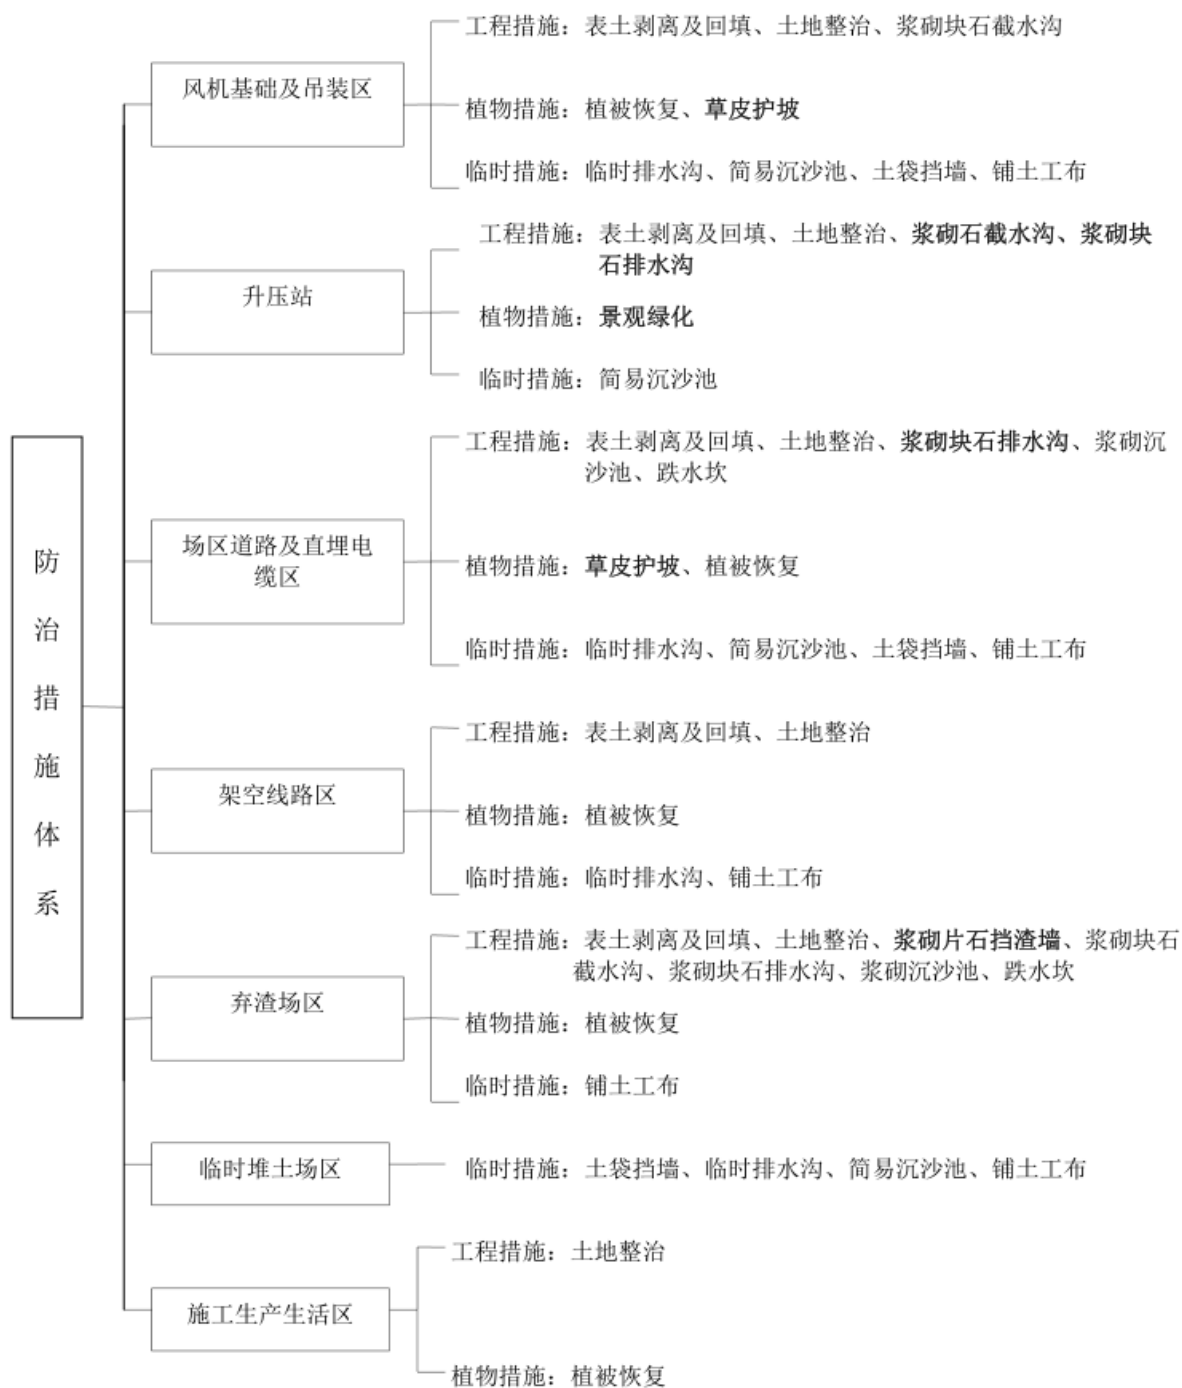 防治措施体系
风机基础及吊装区
工程措施：表土剥离及回填、土地整治、浆砌块石截水沟
植物措施：植被恢复、草皮护坡
临时措施：临时排水沟、简易沉沙池、土袋挡墙、铺土工布
升压站
工程措施：表土剥离及回填、土地整治、浆砌石截水沟、浆砌块
石排水沟
植物措施：景观绿化
临时措施：简易沉沙池
场区道路及直埋电
缆区
工程措施：表土剥离及回填、土地整治、浆砌块石排水沟、浆砌沉
沙池、跌水坎
植物措施：草皮护坡、植被恢复
临时措施：临时排水沟、简易沉沙池、土袋挡墙、铺土工布
架空线路区
工程措施：表土剥离及回填、土地整治
植物措施：植被恢复
临时措施：临时排水沟、铺土工布
弃渣场区
工程措施：表土剥离及回填、土地整治、浆砌片石挡渣墙、浆砌块石
截水沟、浆砌块石排水沟、浆砌沉沙池、跌水坎
植物措施：植被恢复
临时措施：铺土工布
临时堆土场区
临时措施：土袋挡墙、临时排水沟、简易沉沙池、铺土工布
施工生产生活区
工程措施：土地整治
植物措施：植被恢复